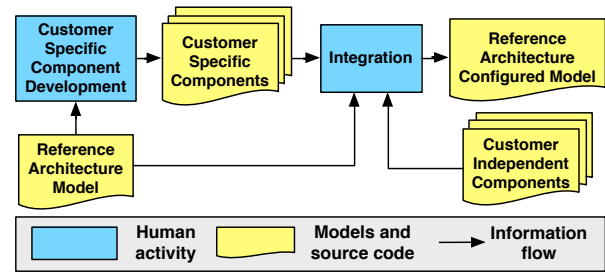 Customer
Specific
Component
Development
Customer
Specific
Components
Integration
Reference
Architecture
Configured Model
Reference
Architecture
Model
Customer
Independent
Components
Human
activity
Models and
source code
Information
flow